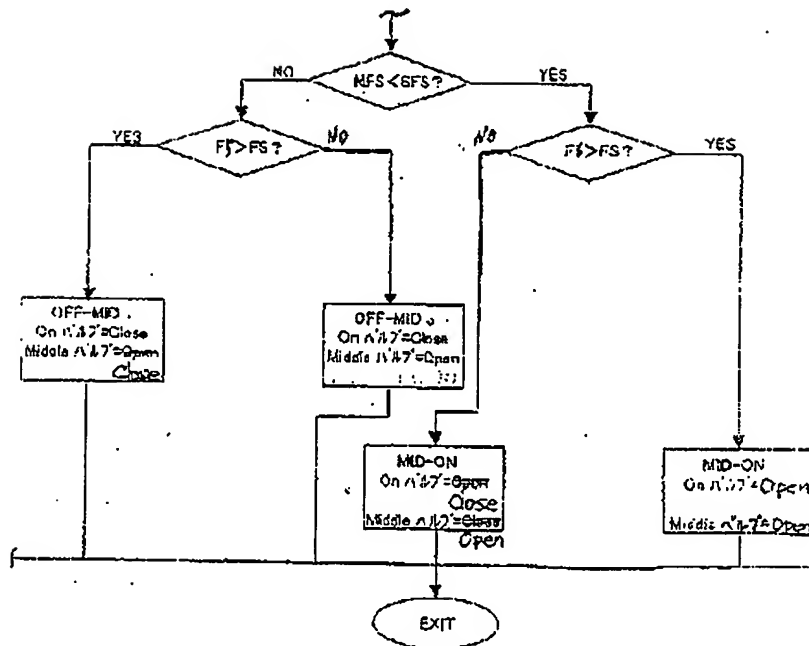 NO
MFS<SFS?
YES
YES
FS>FS?
NO
NO
FS>FS?
YES
OFF-MID
On バルブ=Close
Middle バルブ=Open
Close
OFF-MID
On バルブ=Close
Middle バルブ=Open
MID-ON
On バルブ=Open
Close
Middle バルブ=Close
Open
MID-ON
On バルブ=Open
Middle バルブ=Open
EXIT